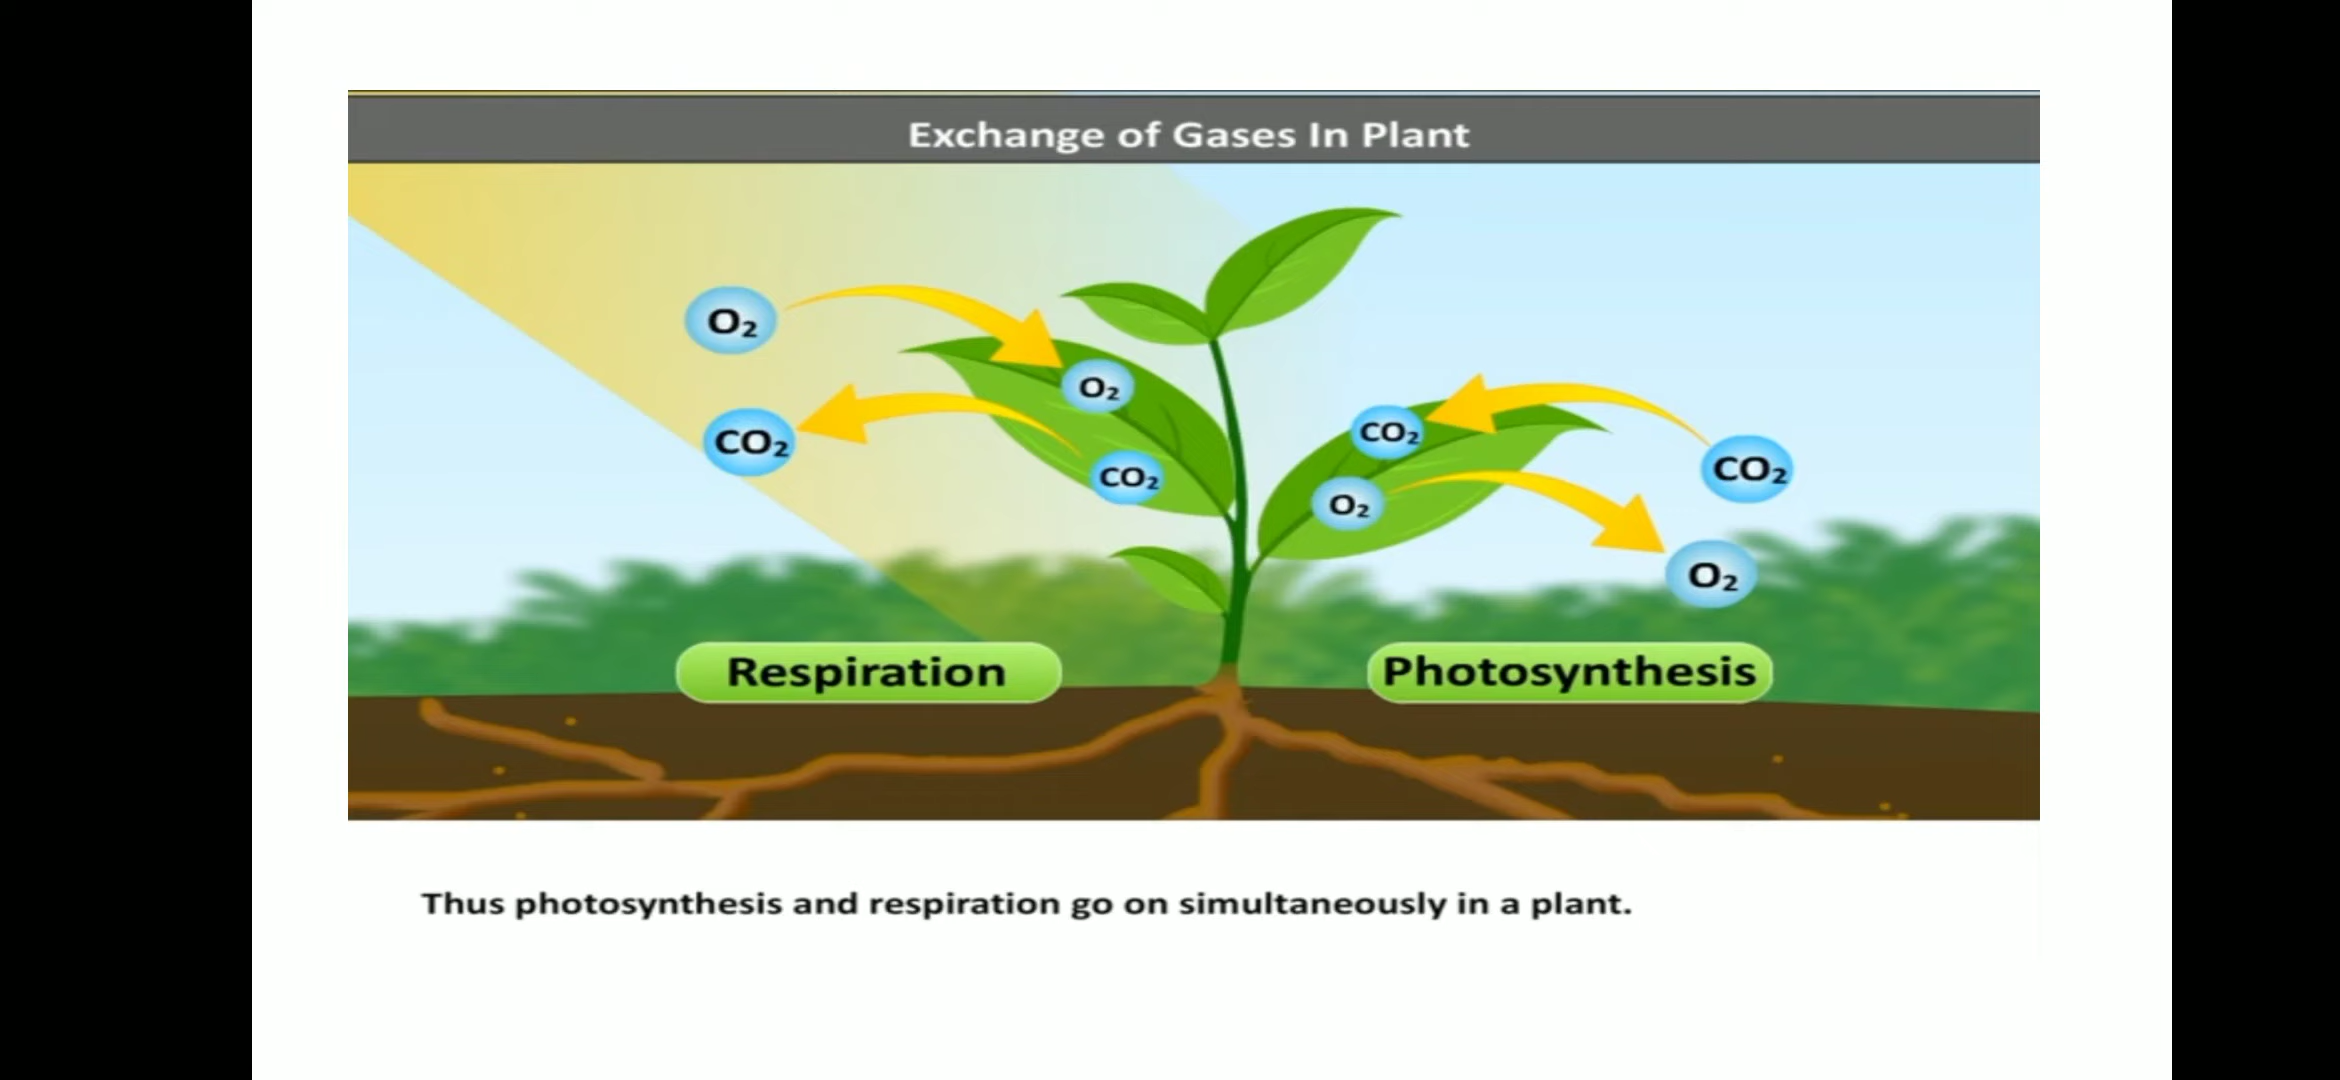 Exchange of Gases In Plant
O₂
O₂
CO₂
CO₂
CO₂
CO₂
O₂
O₂
Respiration
Photosynthesis
Thus photosynthesis and respiration go on simultaneously in a plant.